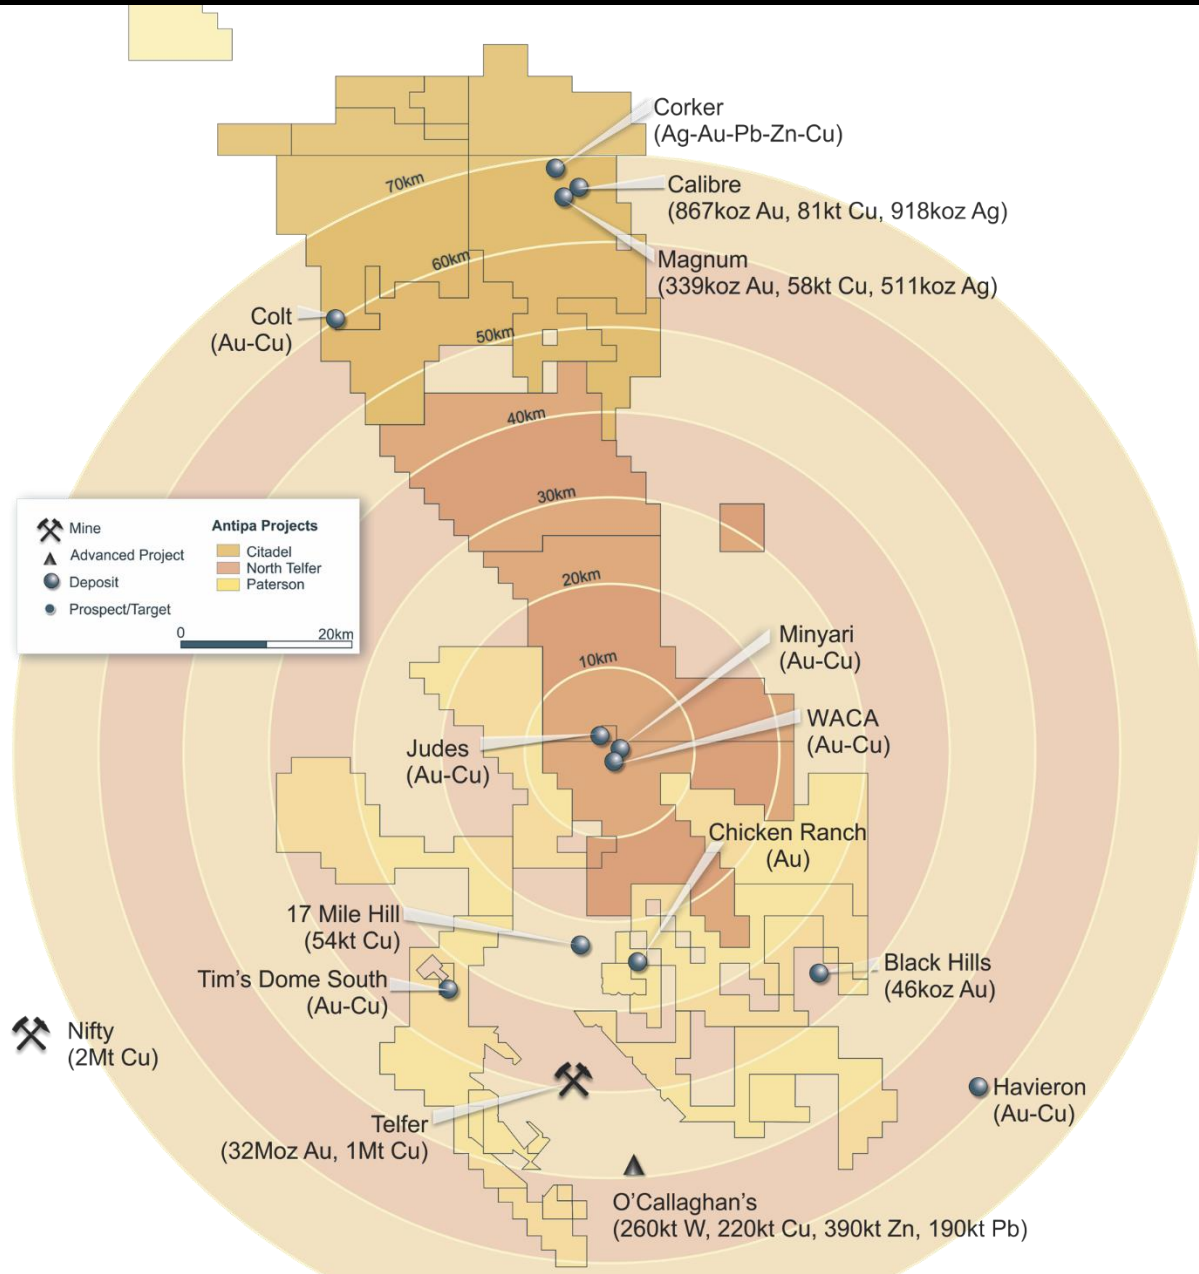 Corker
(Ag-Au-Pb-Zn-Cu)
70km
Calibre
(867koz Au, 81kt Cu, 918koz Ag)
60km
Magnum
(339koz Au, 58kt Cu, 511koz Ag)
Colt
(Au-Cu)
50km
40km
30km
Mine
Advanced Project
Deposit
Prospect/Target
Antipa Projects
Citadel
North Telfer
Paterson
0 20km
20km
10km
Minyari
(Au-Cu)
WACA
(Au-Cu)
Judes
(Au-Cu)
Chicken Ranch
(Au)
17 Mile Hill
(54kt Cu)
Tim's Dome South
(Au-Cu)
Black Hills
(46koz Au)
Nifty
(2Mt Cu)
Havieron
(Au-Cu)
Telfer
(32Moz Au, 1Mt Cu)
O'Callaghan's
(260kt W, 220kt Cu, 390kt Zn, 190kt Pb)